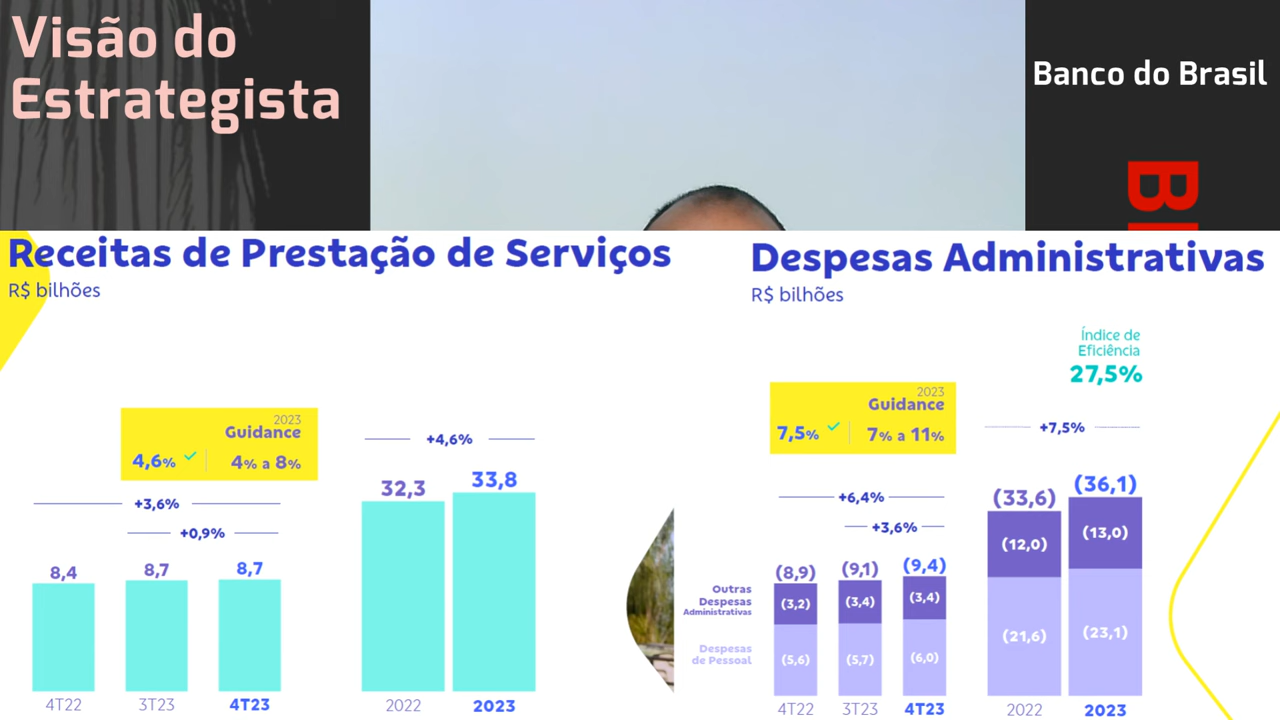 Visão do
Estrategista
Banco do Brasil
Receitas de Prestação de Serviços
R$ bilhões
2023
Guidance
4,6% 4% a 8%
+4,6%
+3,6%
+0,9%
8,4 8,7 8,7 32,3 33,8
4T22 3T23 4T23 2022 2023
Despesas Administrativas
R$ bilhões
Índice de
Eficiência
27,5%
2023
Guidance
7,5% 7% a 11%
+7,5%
+6,4%
+3,6%
(8,9) (9,1) (9,4) (33,6) (36,1)
Outras
Despesas
Administrativas
(3,2) (3,4) (3,4) (12,0) (13,0)
Despesas
de Pessoal
(5,6) (5,7) (6,0) (21,6) (23,1)
4T22 3T23 4T23 2022 2023